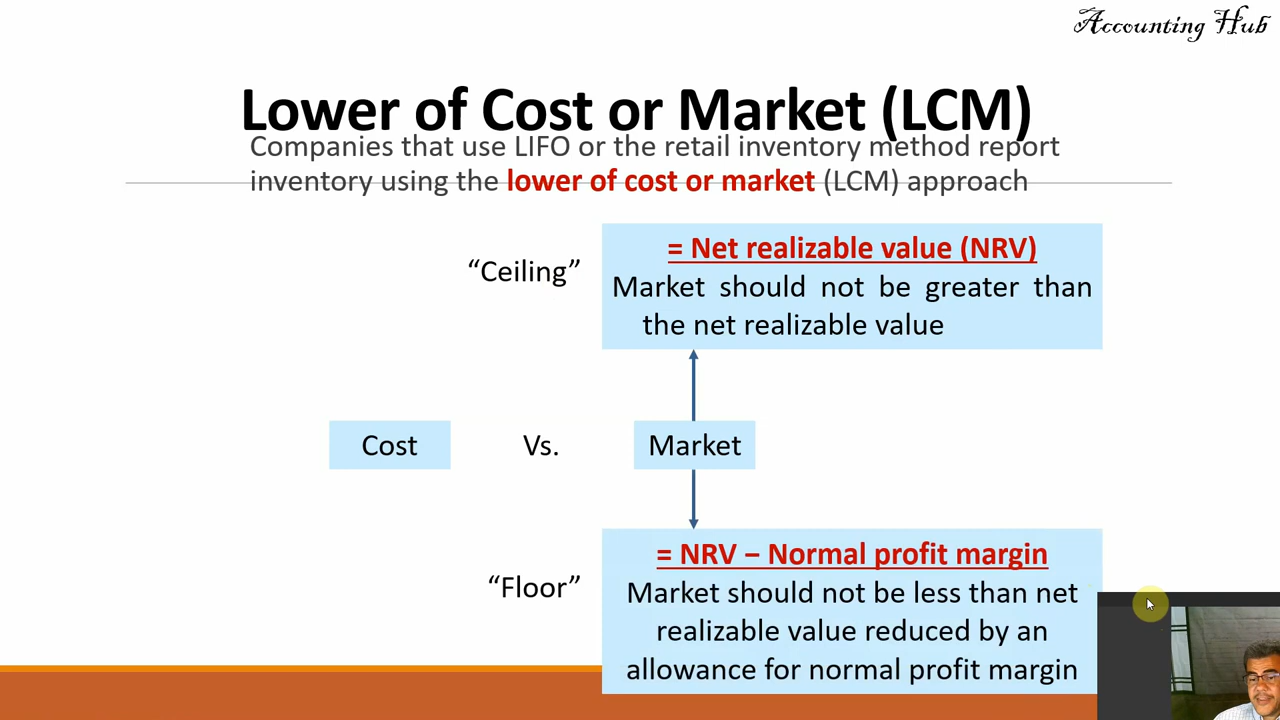 Accounting Hub
Lower of Cost or Market (LCM)
Companies that use LIFO or the retail inventory method report
inventory using the lower of cost or market (LCM) approach
“Ceiling”
= Net realizable value (NRV)
Market should not be greater than
the net realizable value
Cost
Vs.
Market
“Floor”
= NRV – Normal profit margin
Market should not be less than net
realizable value reduced by an
allowance for normal profit margin